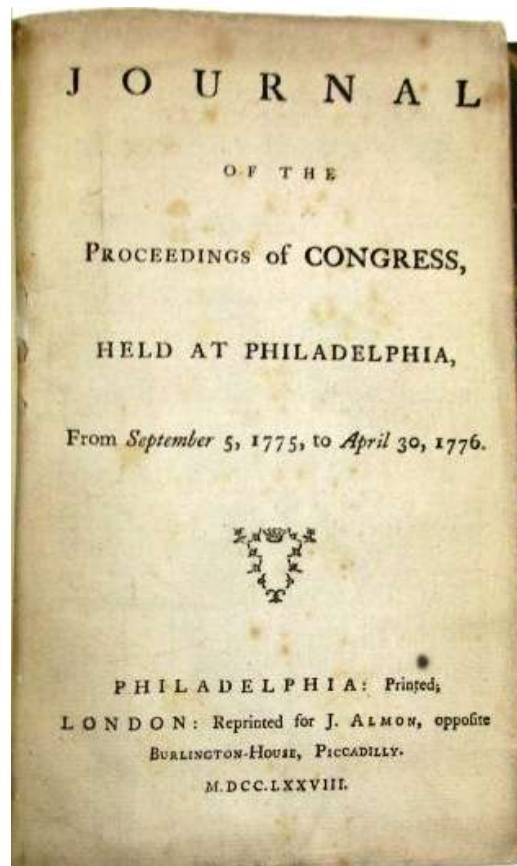 JOURNAL
OF THE
PROCEEDINGS of CONGRESS,
HELD AT PHILADELPHIA,
From September 5, 1775, to April 30, 1776.
PHILADELPHIA: Printed;
LONDON: Reprinted for J. ALMON, oppoſite
BURLINGTON-HOUSE, PICCADILLY.
M.DCC.LXXVIII.